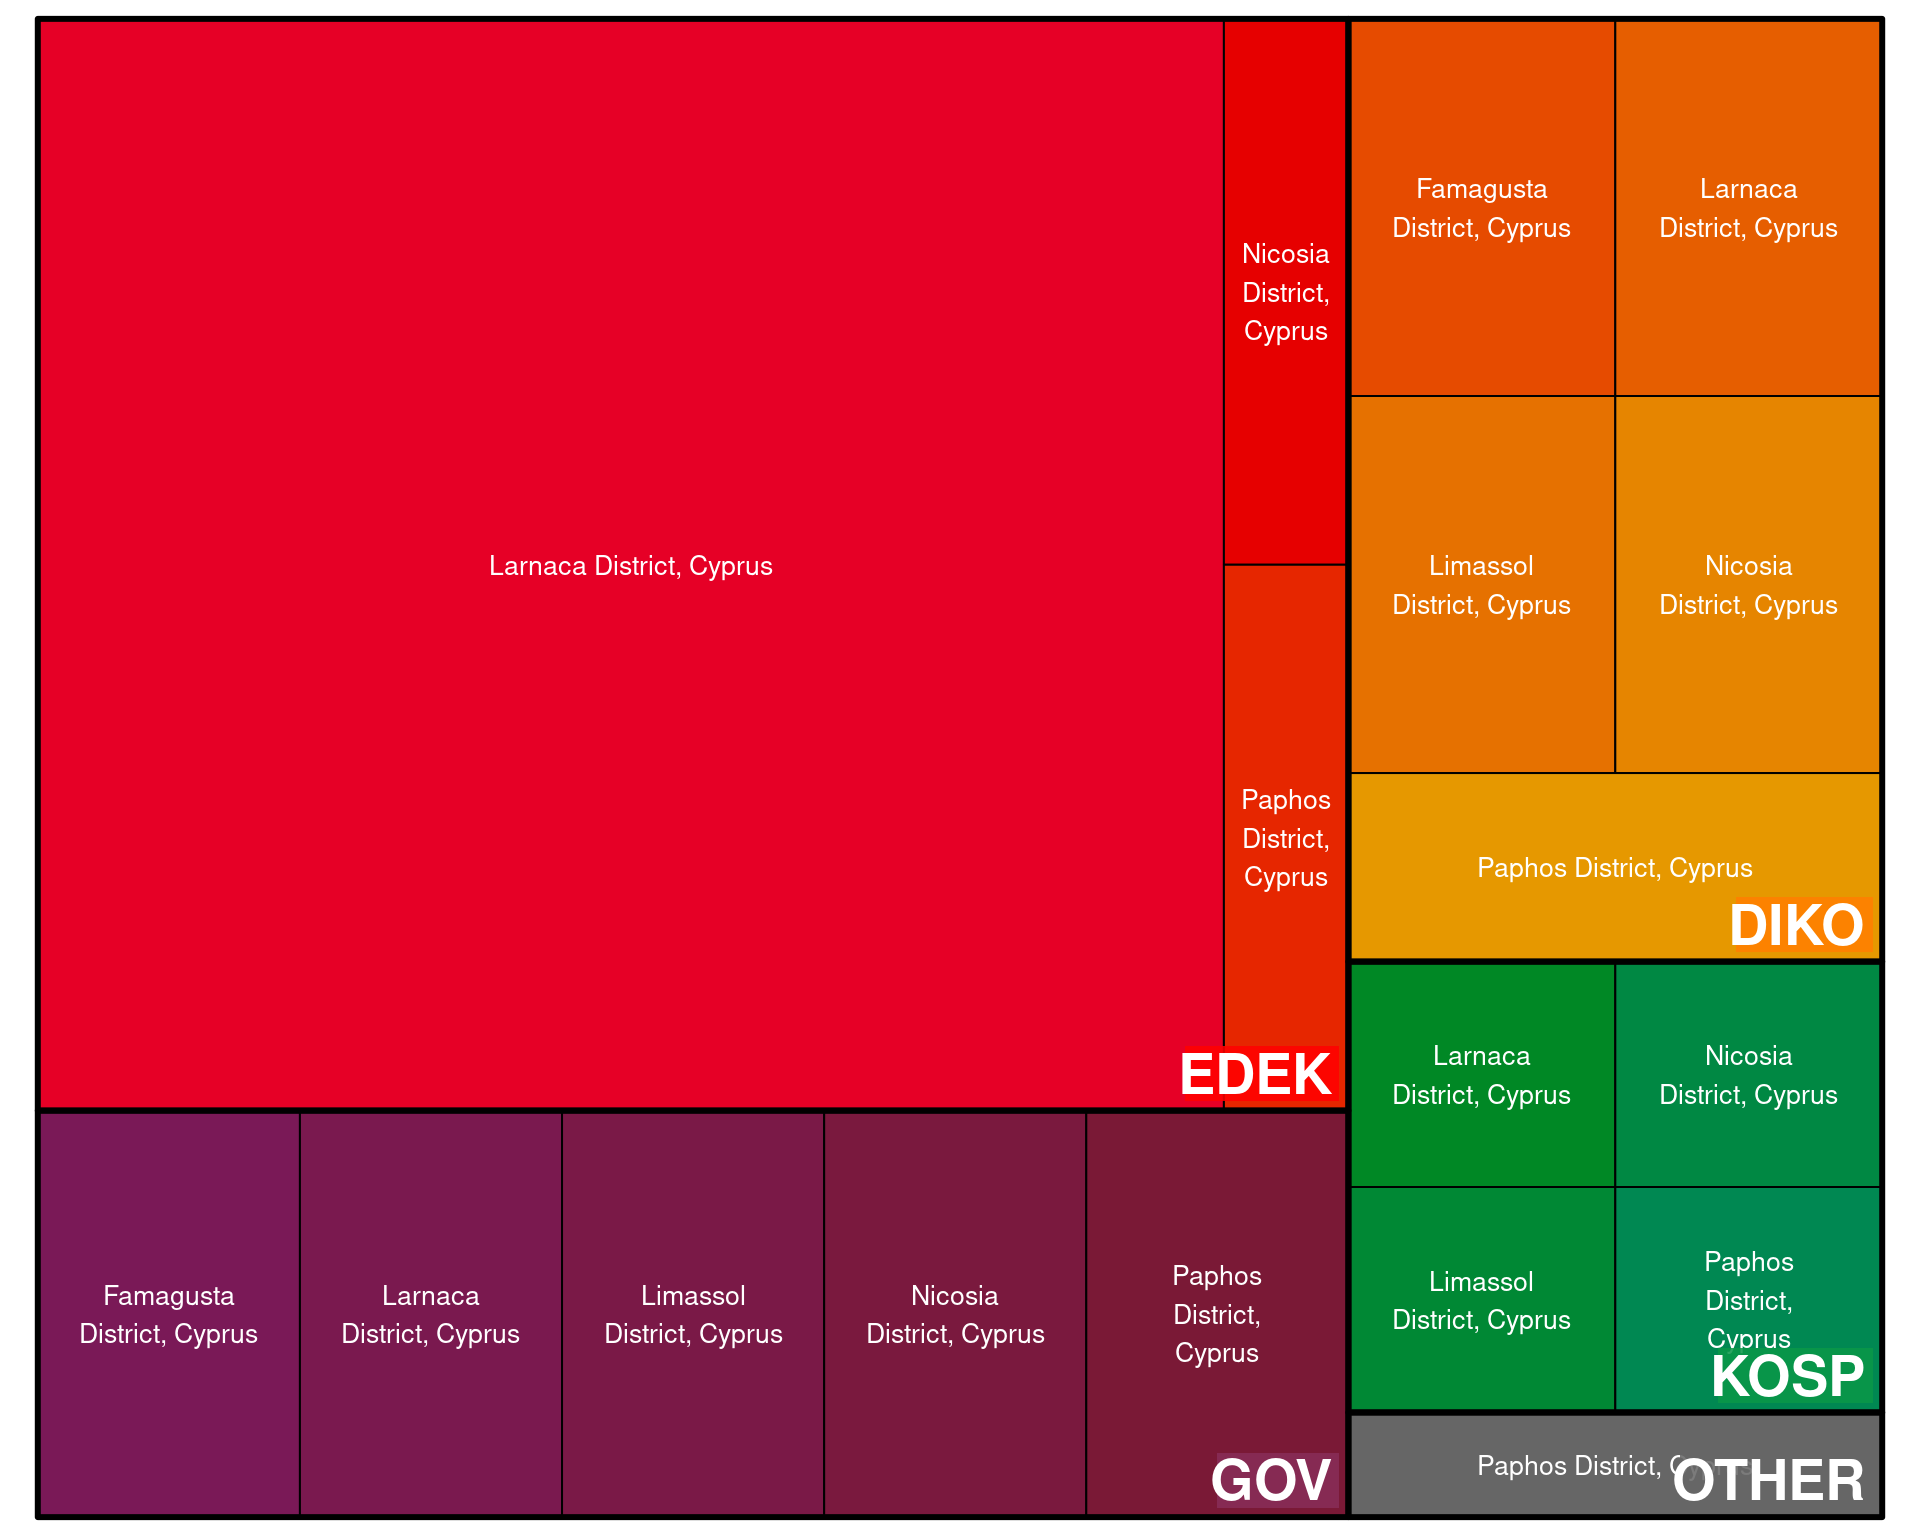 Larnaca District, Cyprus
Nicosia
District,
Cyprus
Paphos
District,
Cyprus
EDEK
Famagusta
District, Cyprus
Larnaca
District, Cyprus
Limassol
District, Cyprus
Nicosia
District, Cyprus
Paphos District, Cyprus
DIKO
Famagusta
District, Cyprus
Larnaca
District, Cyprus
Limassol
District, Cyprus
Nicosia
District, Cyprus
Paphos
District,
Cyprus
GOV
Larnaca
District, Cyprus
Nicosia
District, Cyprus
Limassol
District, Cyprus
Paphos
District,
Cyprus
KOSP
Paphos District, Cyprus
OTHER